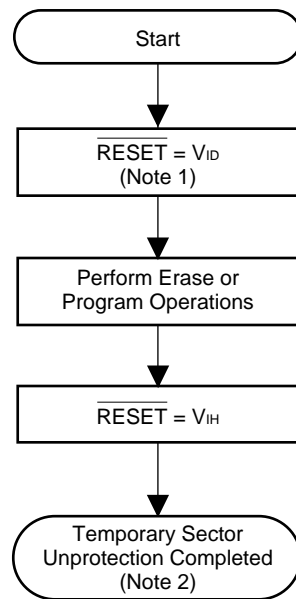 Start
RESET = VID
(Note 1)
Perform Erase or
Program Operations
RESET = VIH
Temporary Sector
Unprotection Completed
(Note 2)